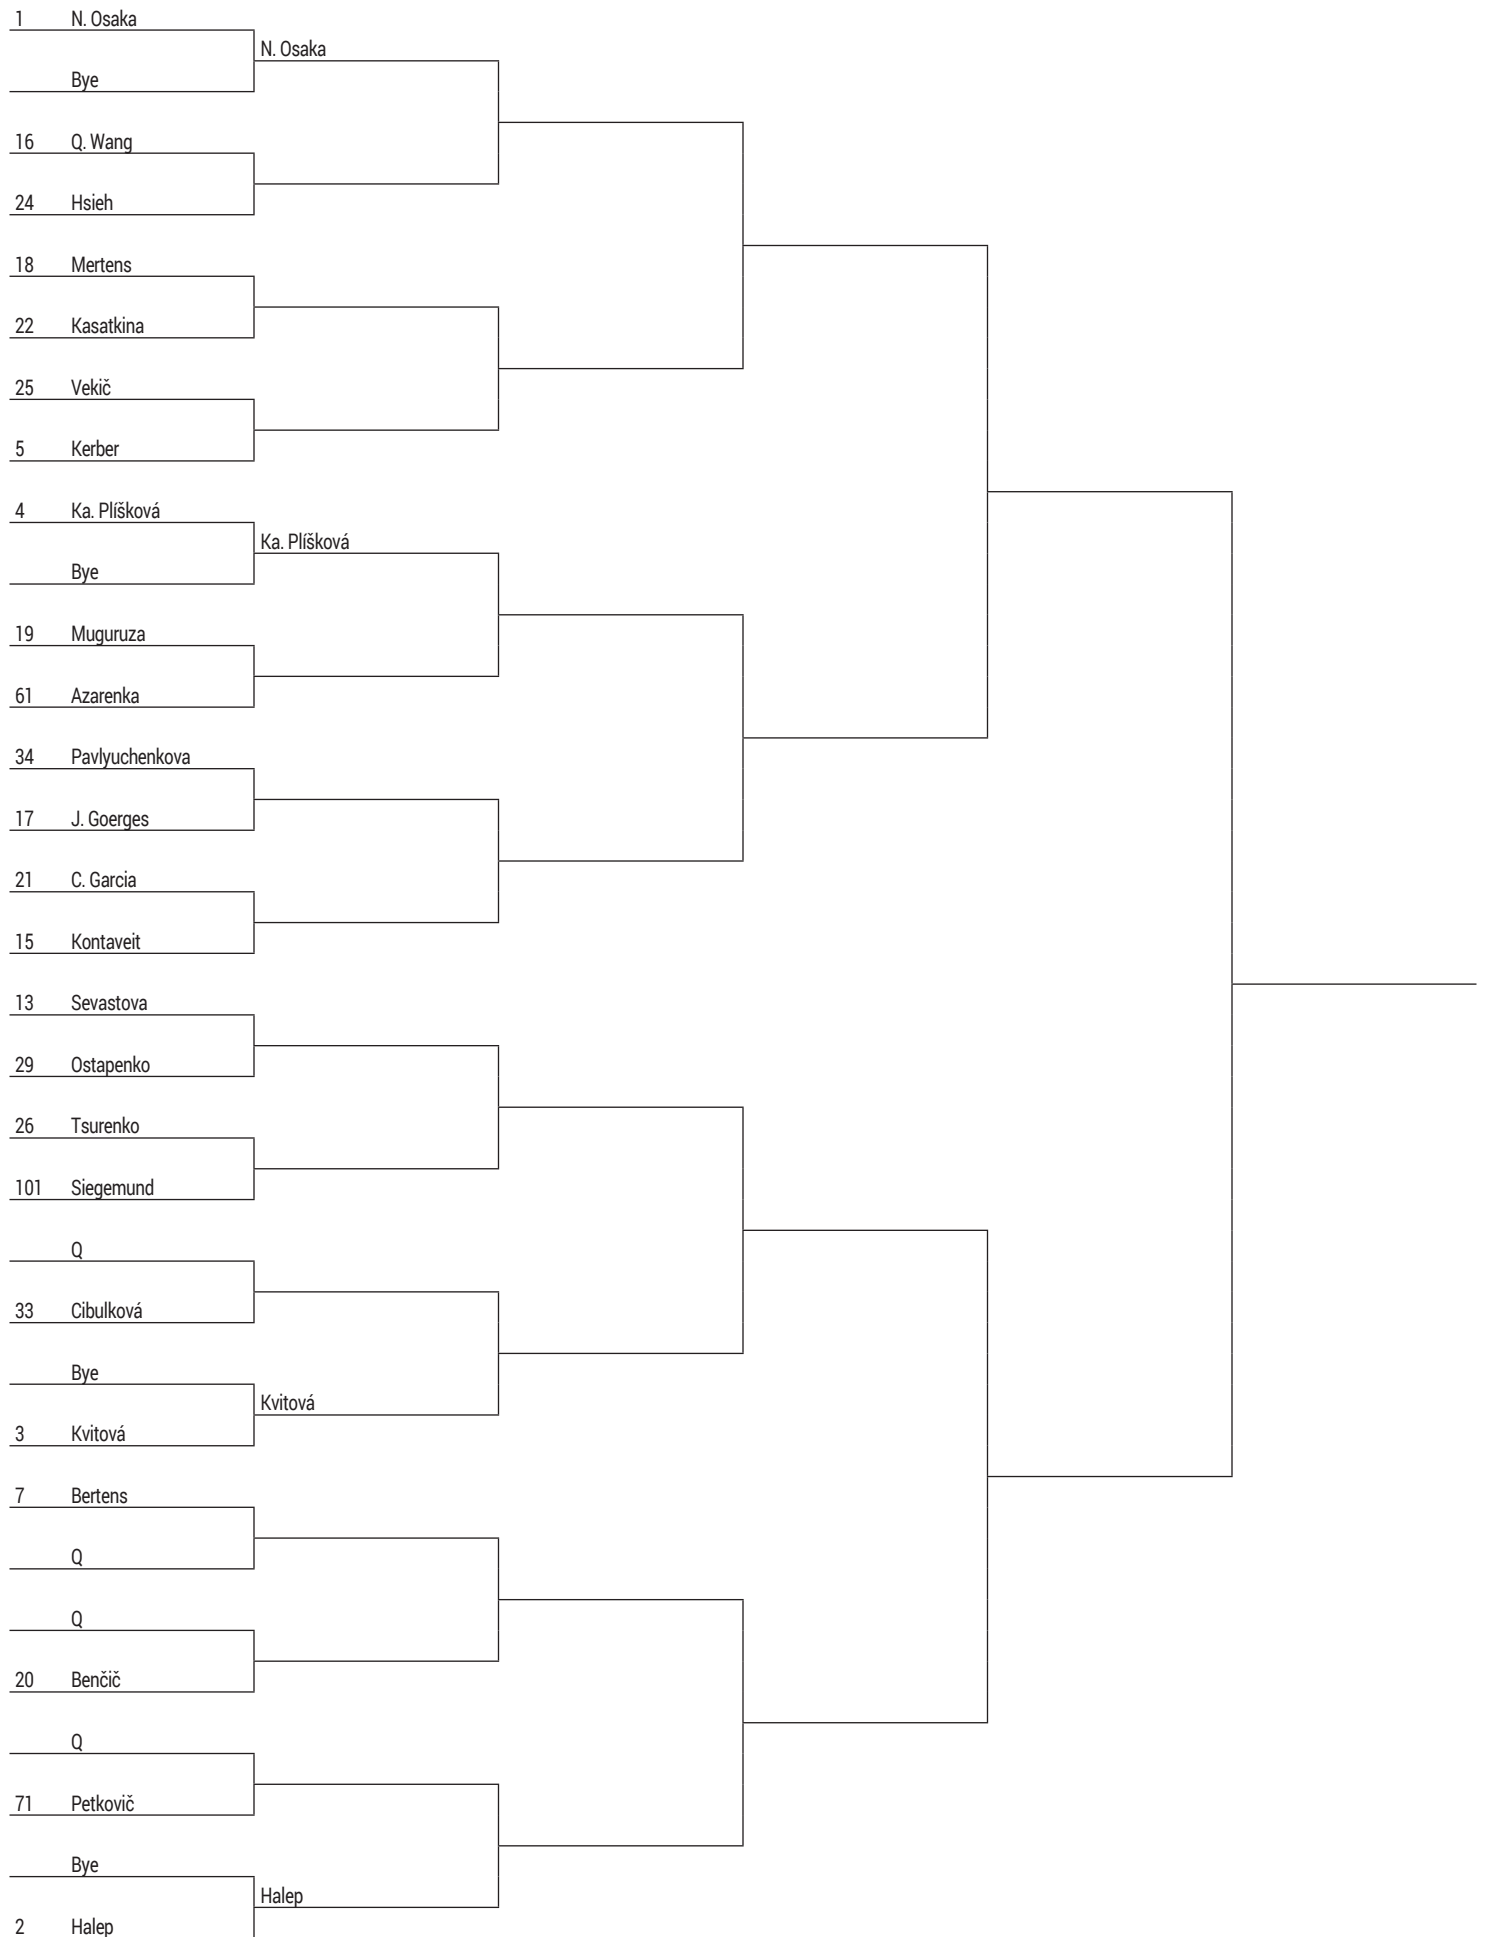 1 N. Osaka
N. Osaka
Bye
16 Q. Wang
24 Hsieh
18 Mertens
22 Kasatkina
25 Vekič
5 Kerber
4 Ka. Plíšková
Ka. Plíšková
Bye
19 Muguruza
61 Azarenka
34 Pavlyuchenkova
17 J. Goerges
21 C. Garcia
15 Kontaveit
13 Sevastova
29 Ostapenko
26 Tsurenko
101 Siegemund
Q
33 Cibulková
Bye
Kvitová
3 Kvitová
7 Bertens
Q
Q
20 Benčič
Q
71 Petkovič
Bye
Halep
2 Halep